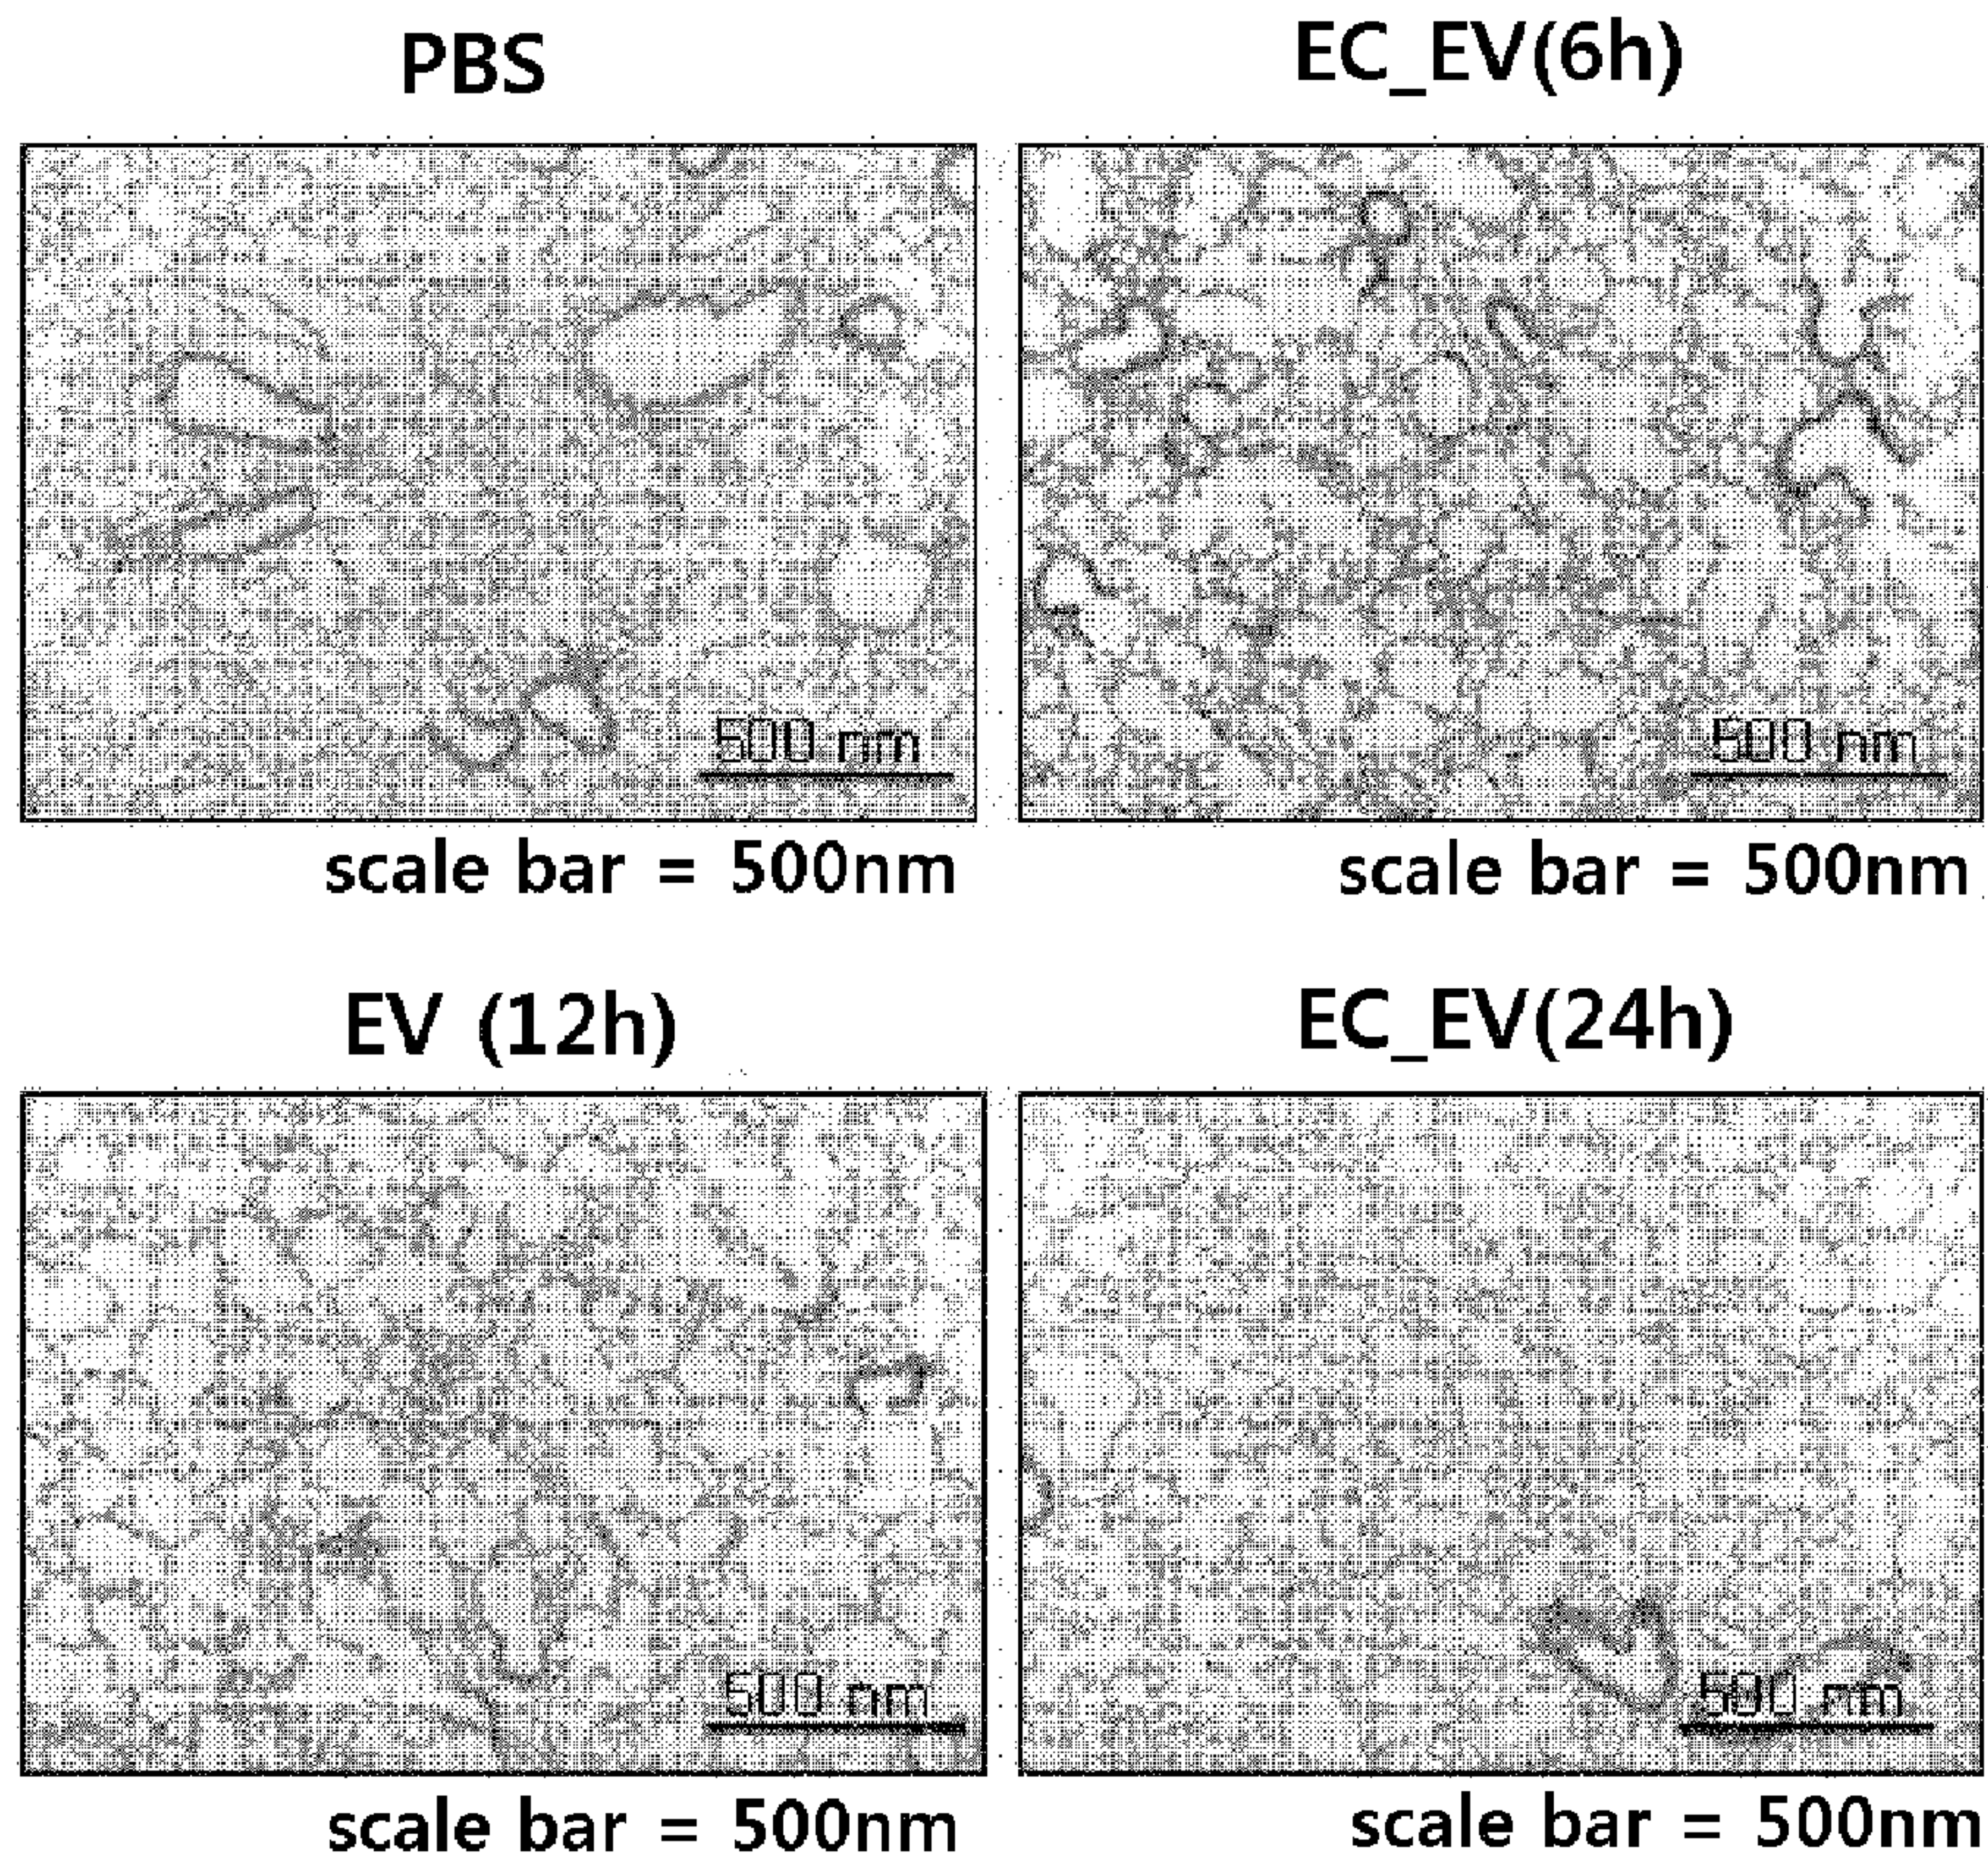 PBS
EC_EV(6h)
500 nm
500 nm
scale bar = 500nm
scale bar = 500nm
EV (12h)
EC_EV(24h)
500 nm
500 nm
scale bar = 500nm
scale bar = 500nm